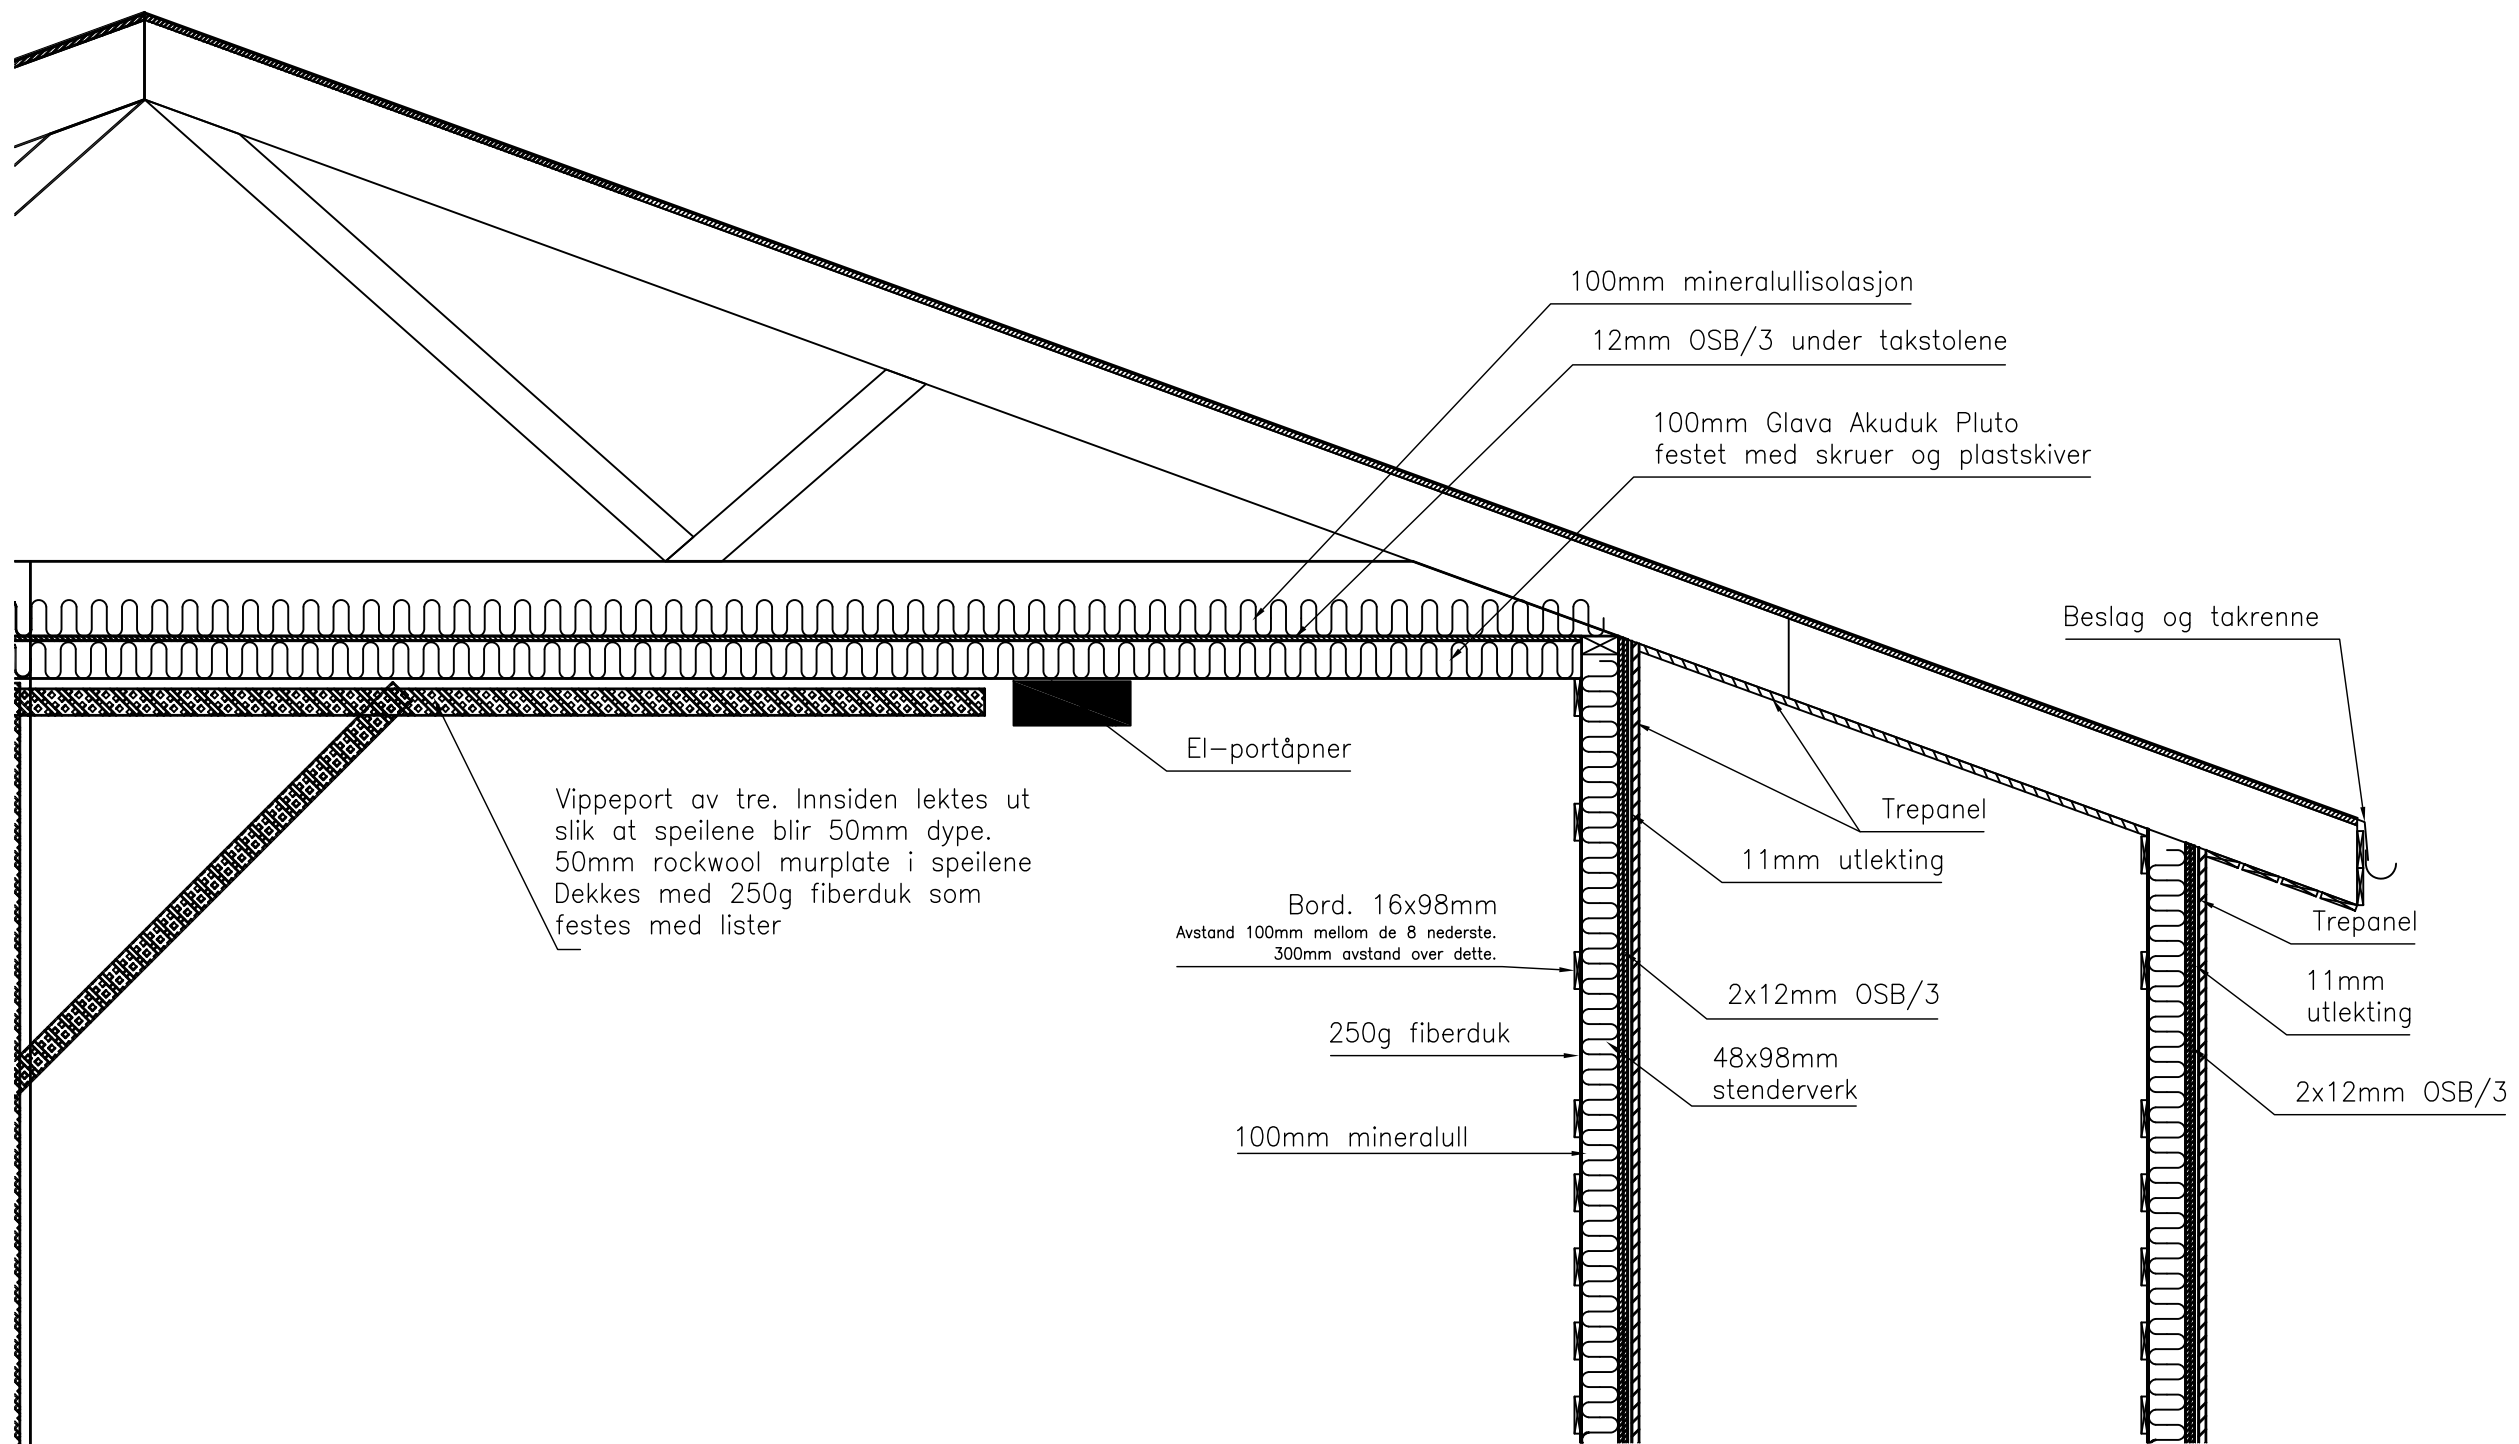 100mm mineralullisolasjon
12mm OSB/3 under takstolene
100mm Glava Akuduk Pluto
festet med skruer og plastskiver
Beslag og takrenne
El-portåpner
Vippeport av tre. Innsiden lektes ut
slik at speilene blir 50mm dype.
50mm rockwool murplate i speilene
Dekkes med 250g fiberduk som
festes med lister
Trepanel
11mm utlekting
Bord. 16x98mm
Avstand 100mm mellom de 8 nederste.
300mm avstand over dette.
Trepanel
2x12mm OSB/3
11mm
utlekting
250g fiberduk
48x98mm
stenderverk
2x12mm OSB/3
100mm mineralull